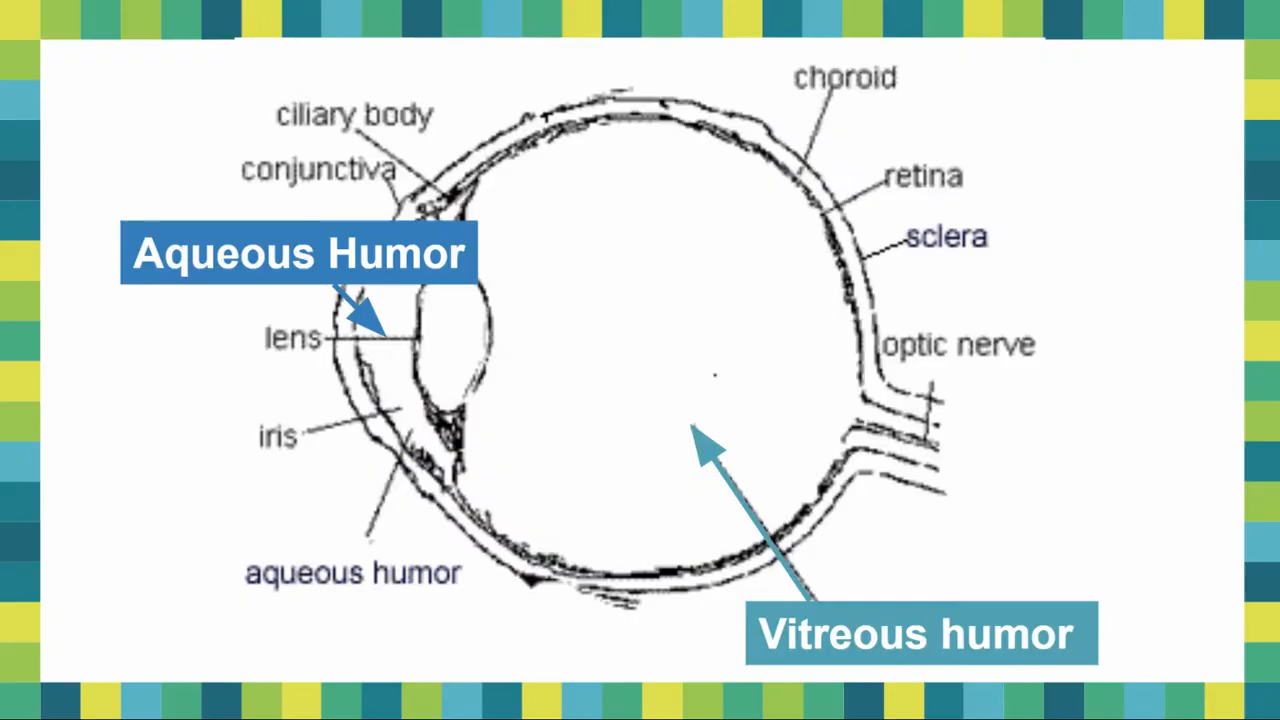 choroid
ciliary body
conjunctiva
retina
sclera
Aqueous Humor
lens
optic nerve
iris
aqueous humor
Vitreous humor